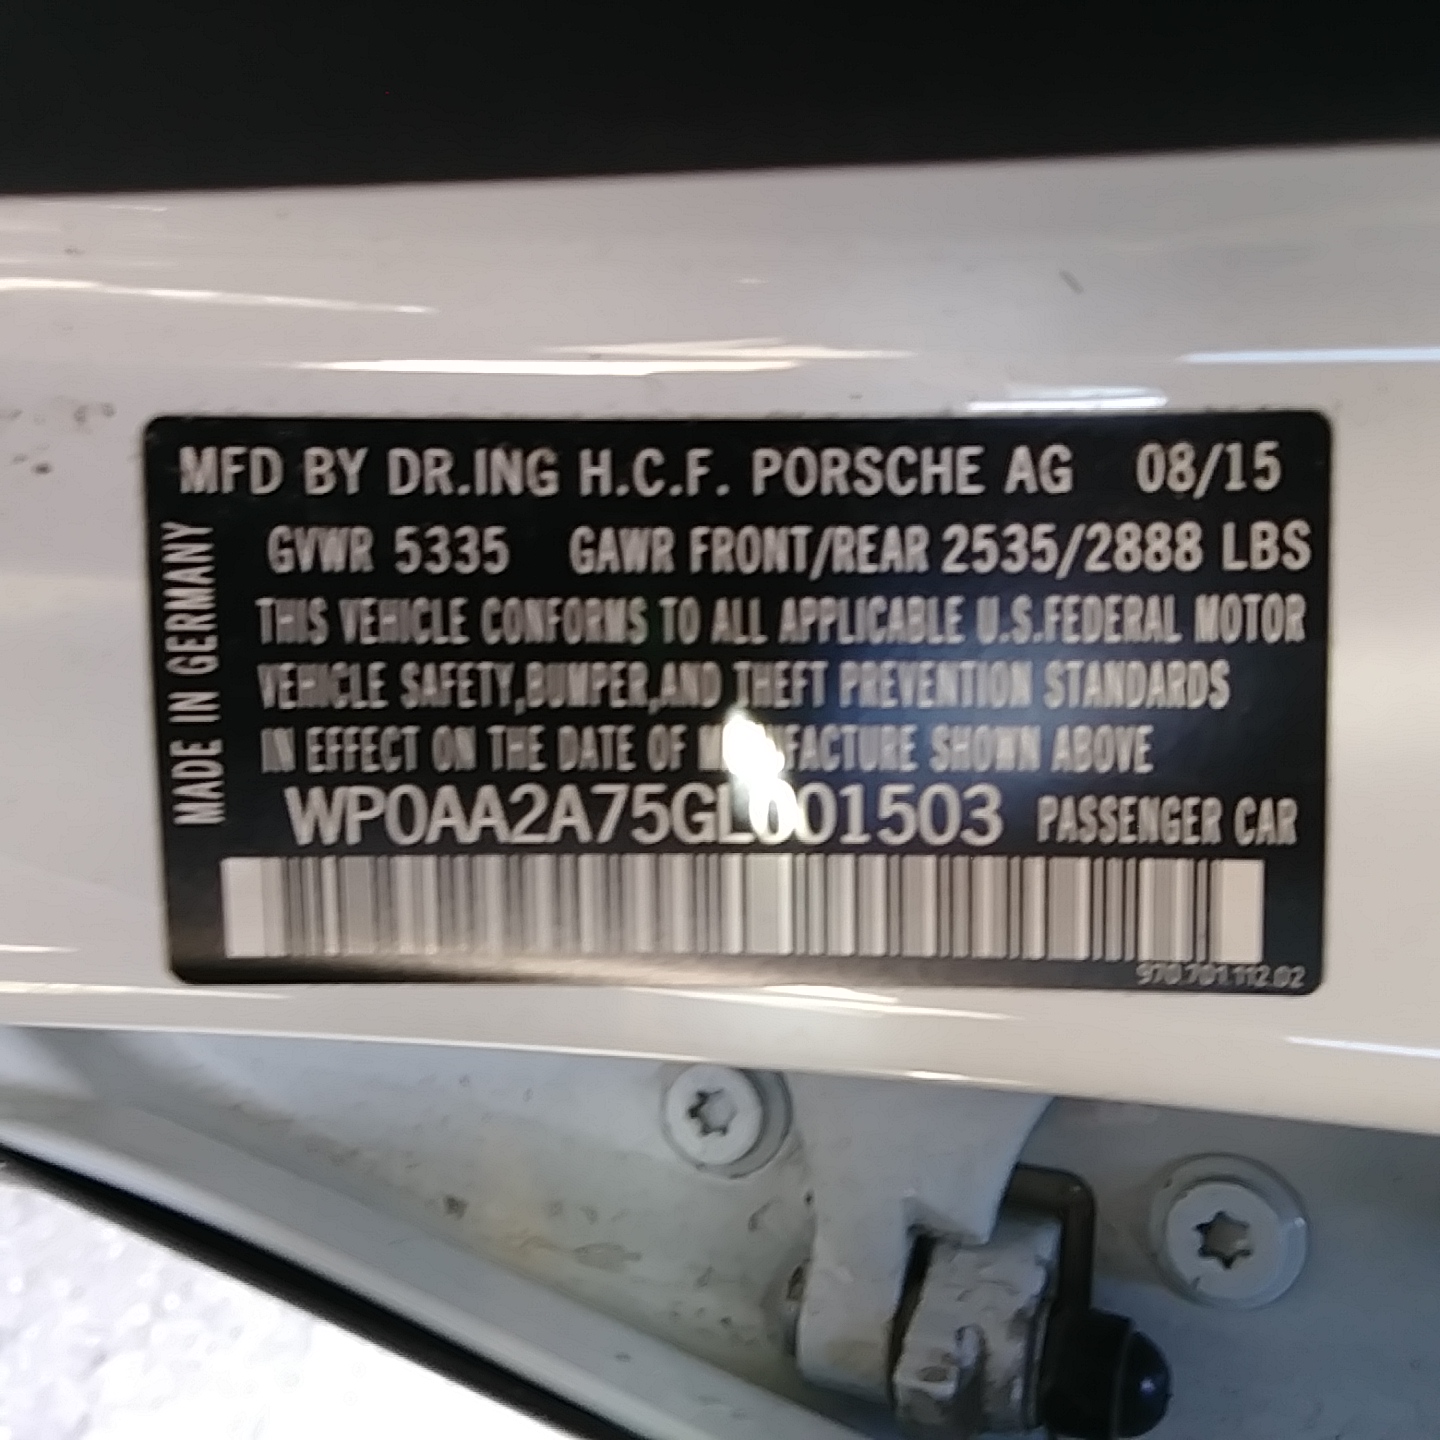 MFD BY DR.ING H.C.F. PORSCHE AG 08/15
GVWR 5335 GAWR FRONT/REAR 2535/2888 LBS
THIS VEHICLE CONFORMS TO ALL APPLICABLE U.S.FEDERAL MOTOR
VEHICLE SAFETY,BUMPER,AND THEFT PREVENTION STANDARDS
IN EFFECT ON THE DATE OF MANUFACTURE SHOWN ABOVE
WP0AA2A75GL001503 PASSENGER CAR
970.701.112.02
MADE IN GERMANY